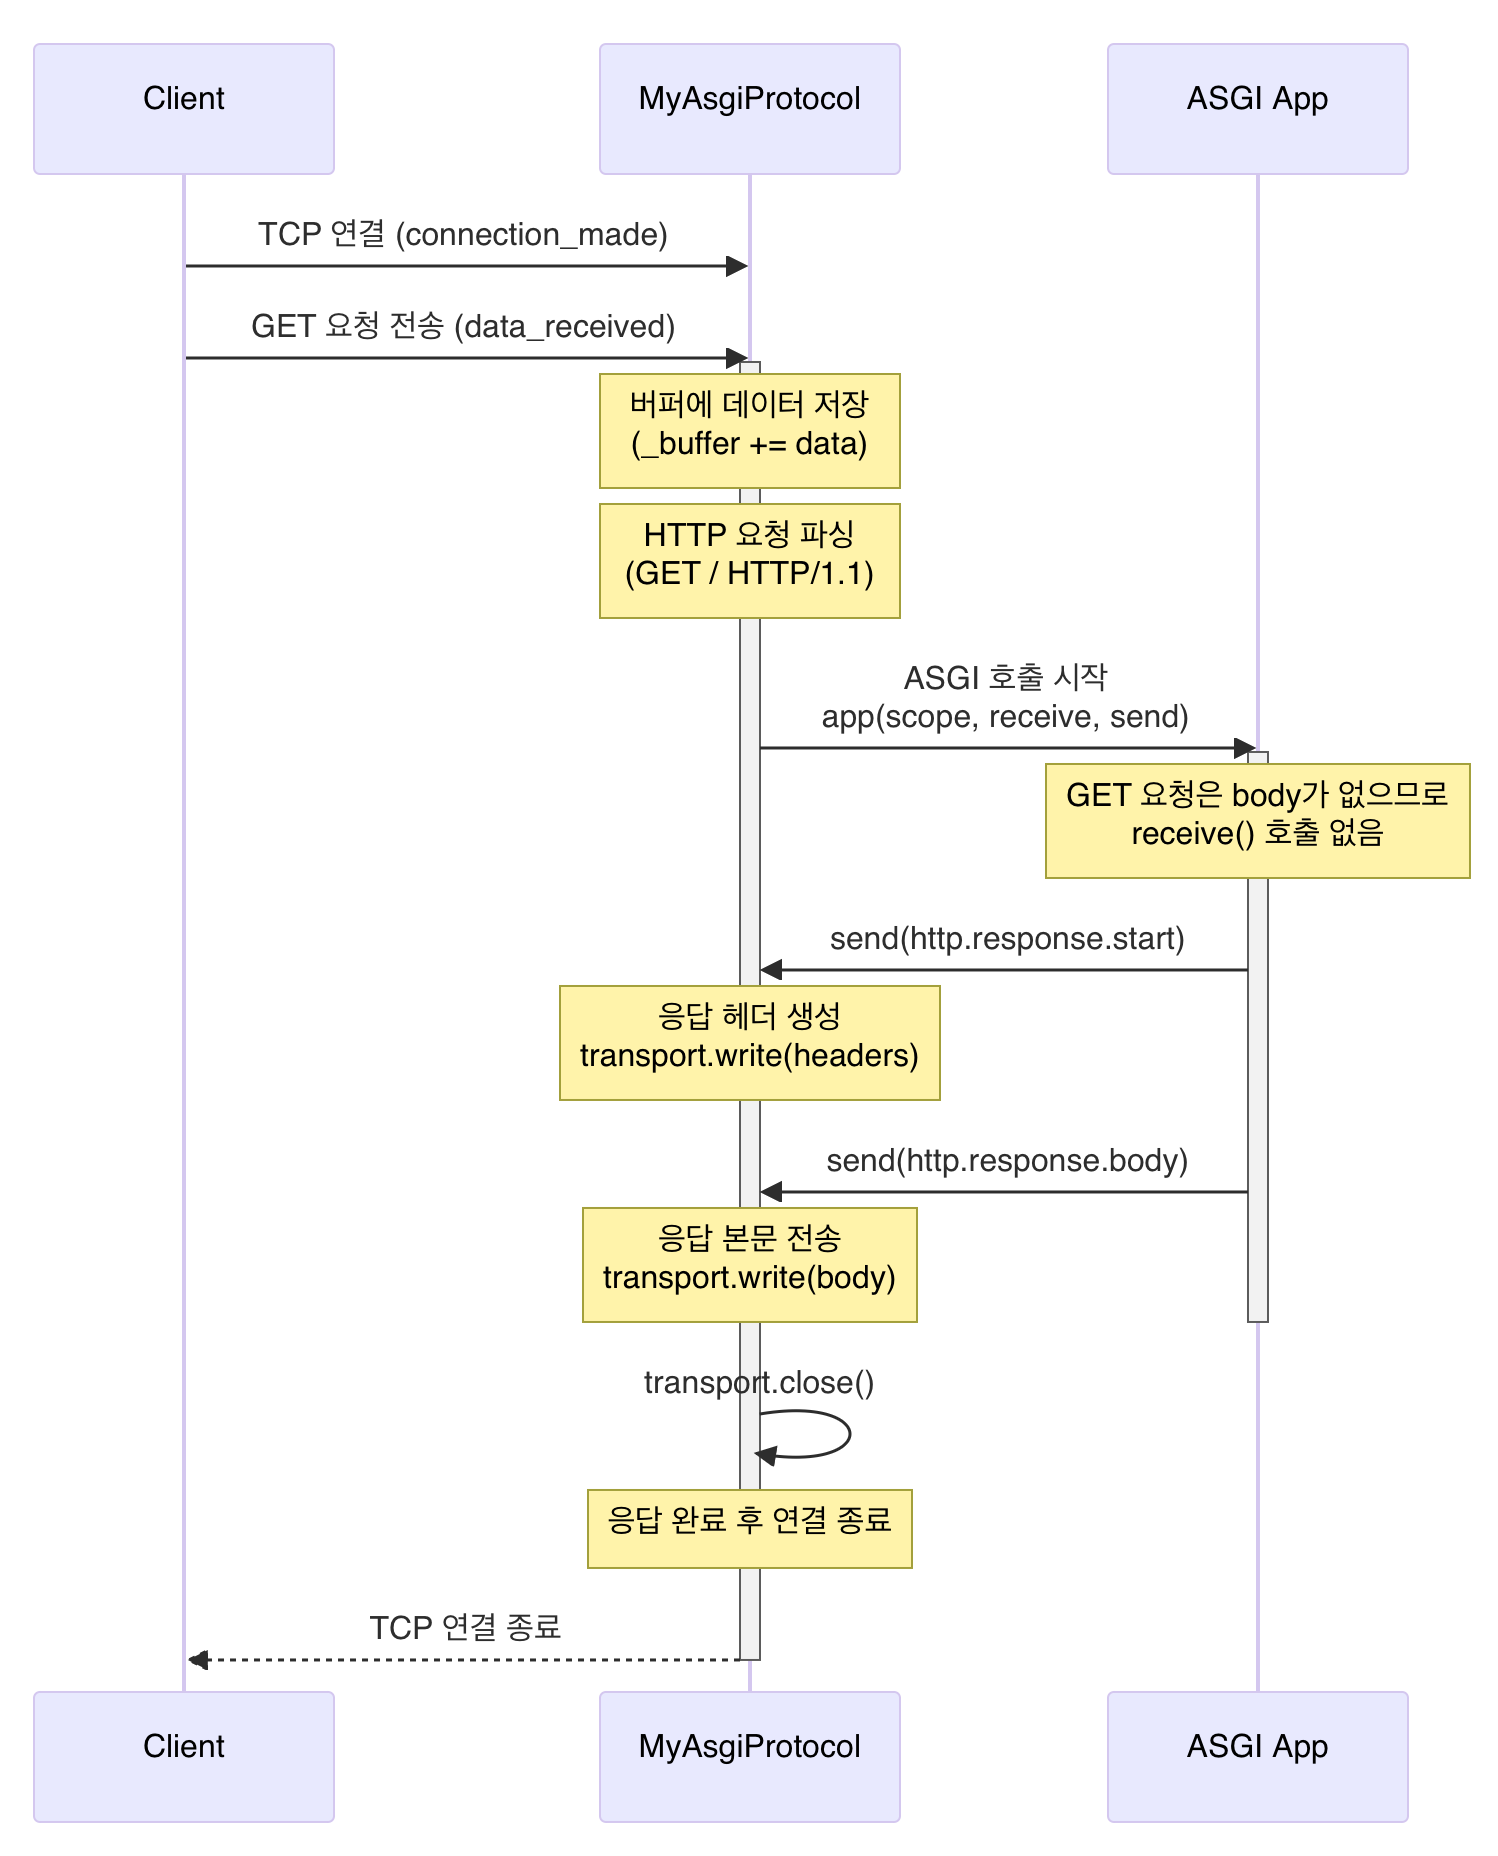 Client
MyAsgiProtocol
ASGI App
TCP 연결 (connection_made)
GET 요청 전송 (data_received)
버퍼에 데이터 저장
(_buffer += data)
HTTP 요청 파싱
(GET / HTTP/1.1)
ASGI 호출 시작
app(scope, receive, send)
GET 요청은 body가 없으므로
receive() 호출 없음
send(http.response.start)
응답 헤더 생성
transport.write(headers)
send(http.response.body)
응답 본문 전송
transport.write(body)
transport.close()
응답 완료 후 연결 종료
TCP 연결 종료
Client
MyAsgiProtocol
ASGI App